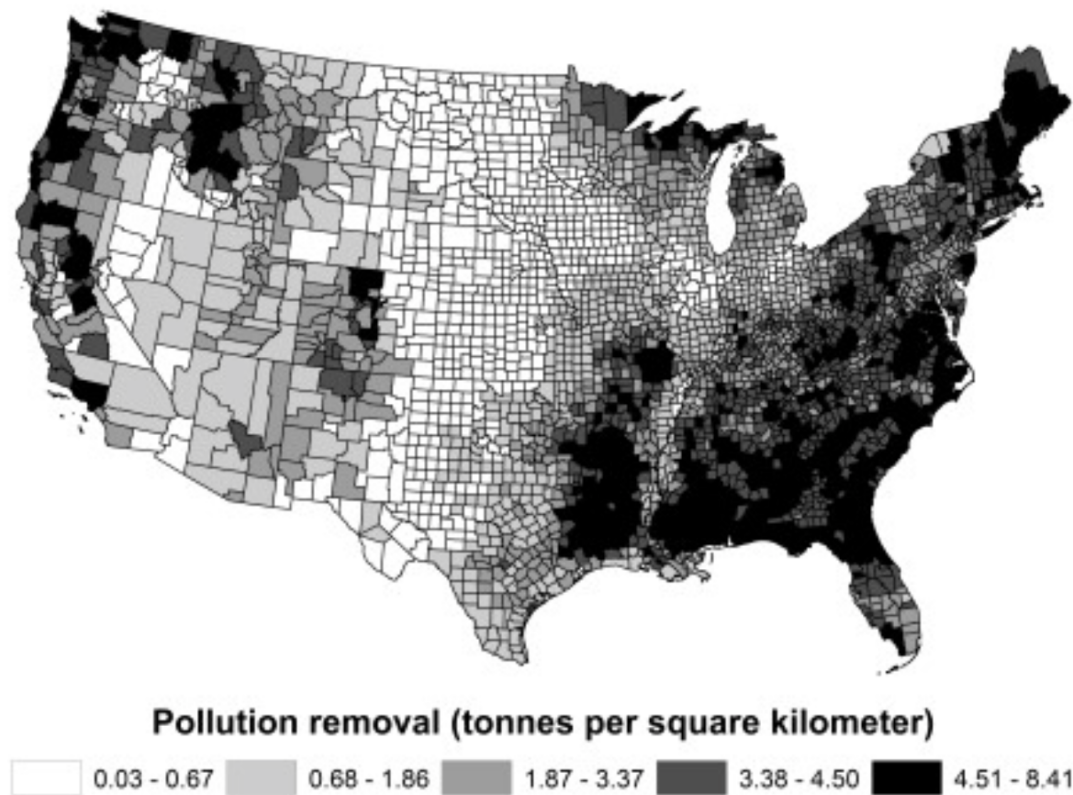 Pollution removal (tonnes per square kilometer)
0.03 - 0.67 0.68 - 1.86 1.87 - 3.37 3.38 - 4.50 4.51 - 8.41